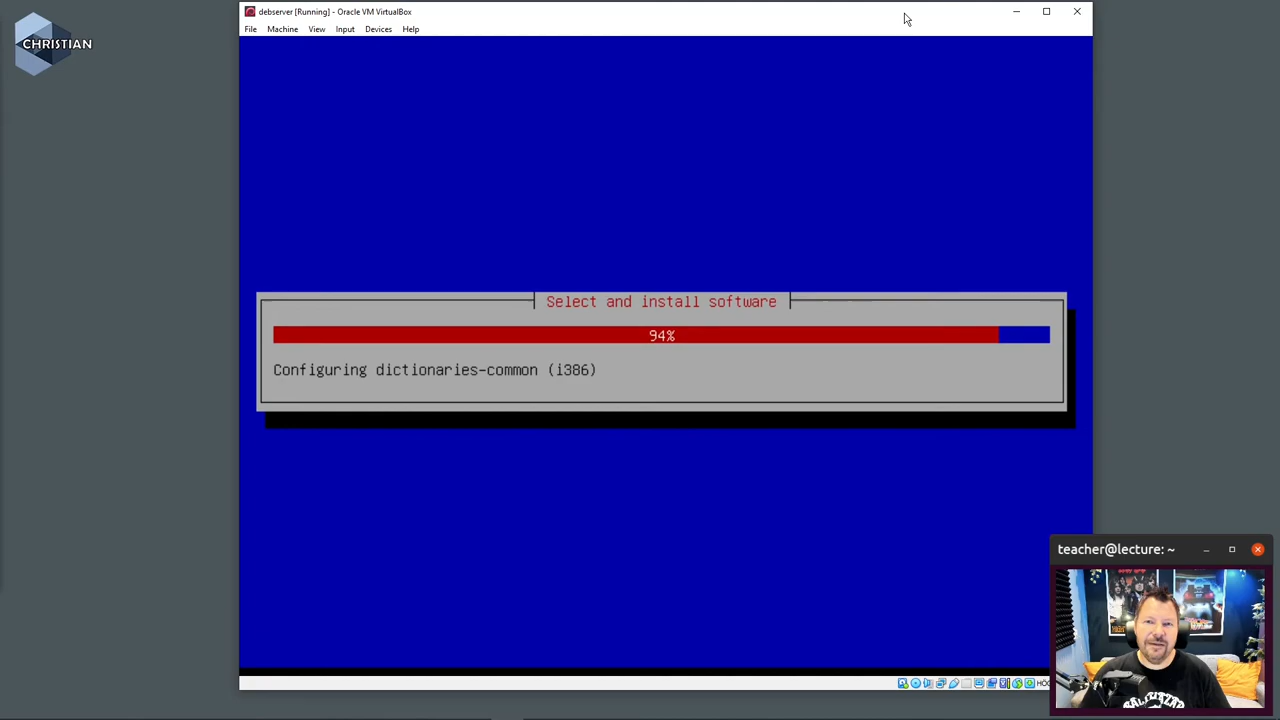 CHRISTIAN
debserver [Running] - Oracle VM VirtualBox
File Machine View Input Devices Help
Select and install software
94%
Configuring dictionaries-common (i386)
teacher@lecture: ~